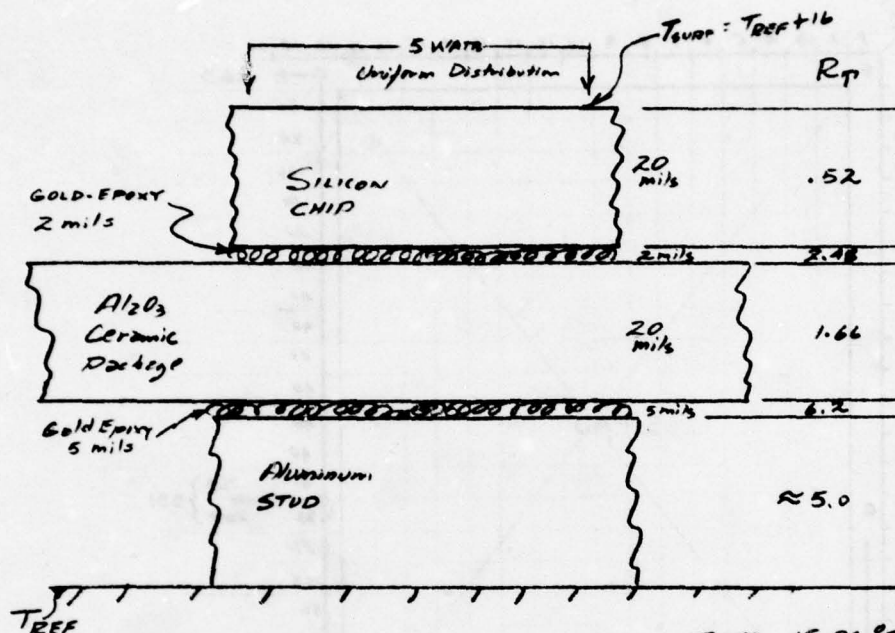 5 WATTS
Uniform Distribution
TSURF = TREF + 16
RT
SILICON
CHIP
20
mils
.52
GOLD-EPOXY
2 mils
2 mils
2.48
Al2O3
Ceramic
Package
20
mils
1.66
Gold Epoxy
5 mils
5 mils
6.2
Aluminum
STUD
≈ 5.0
TREF